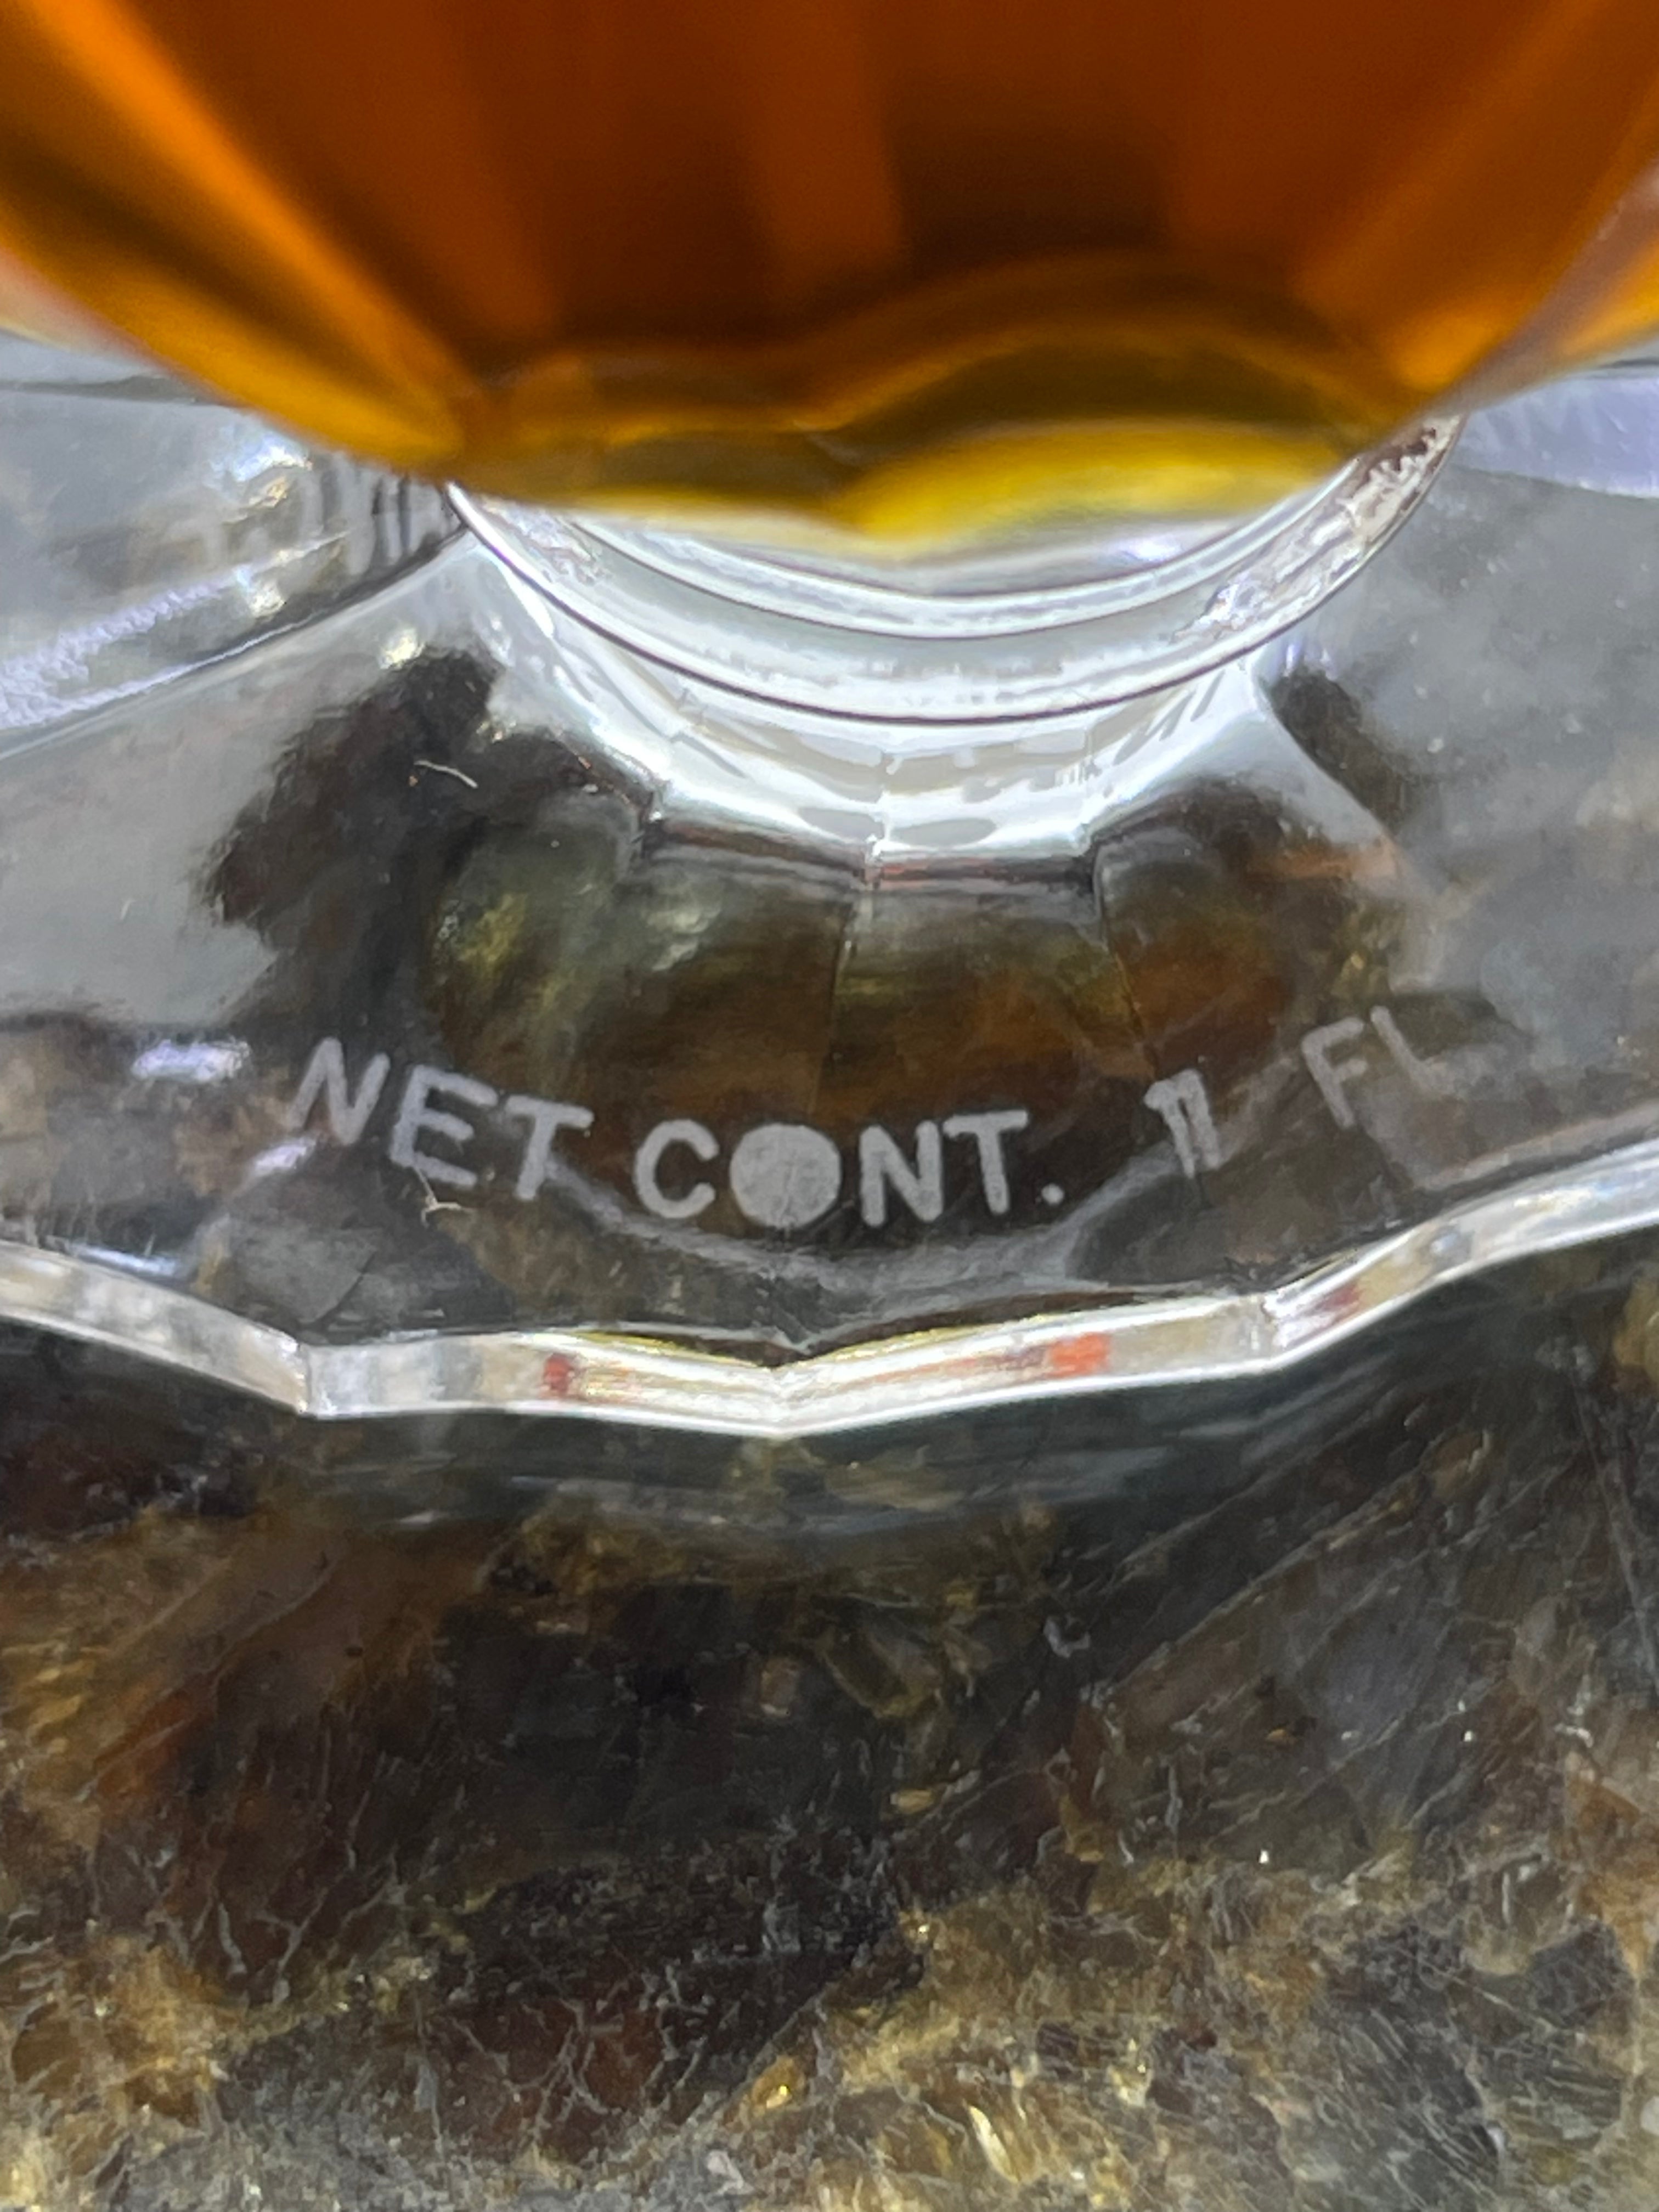 NET CONT. 1 FL